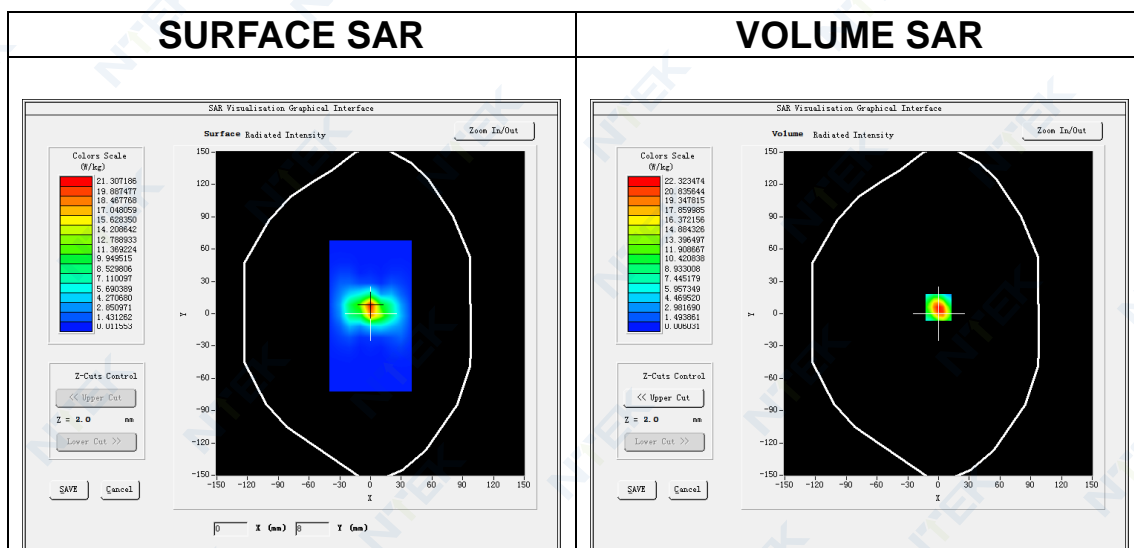 SURFACE SAR
VOLUME SAR
SAR Visualisation Graphical Interface
Surface Radiated Intensity
Zoom In/Out
Colors Scale
(W/kg)
21.307186
19.887477
18.467768
17.048059
15.628350
14.208642
12.788933
11.369224
9.949515
8.529806
7.110097
5.690389
4.270680
2.850971
1.431262
0.011553
Z-Cuts Control
<< Upper Cut
Z = 2.0 mm
Lower Cut >>
SAVE
Cancel
150
120
90
60
30
0
-30
-60
-90
-120
-150
Y
-150 -120 -90 -60 -30 0 30 60 90 120 150
X
0 X (mm) 8 Y (mm)
SAR Visualisation Graphical Interface
Volume Radiated Intensity
Zoom In/Out
Colors Scale
(W/kg)
22.323474
20.835644
19.347815
17.859985
16.372156
14.884326
13.396497
11.908667
10.420838
8.933008
7.445179
5.957349
4.469520
2.981690
1.493861
0.006031
Z-Cuts Control
<< Upper Cut
Z = 2.0 mm
Lower Cut >>
SAVE
Cancel
150
120
90
60
30
0
-30
-60
-90
-120
-150
Y
-150 -120 -90 -60 -30 0 30 60 90 120 150
X
NTEK